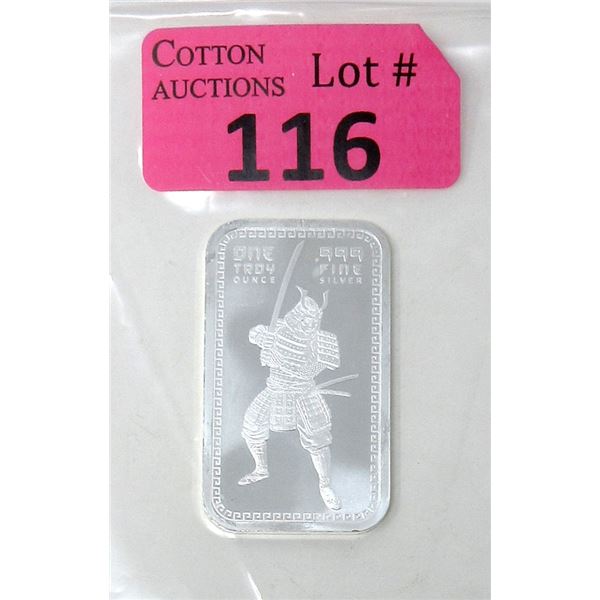 COTTON
AUCTIONS
Lot #
116
ONE
TROY
OUNCE
.999
FINE
SILVER